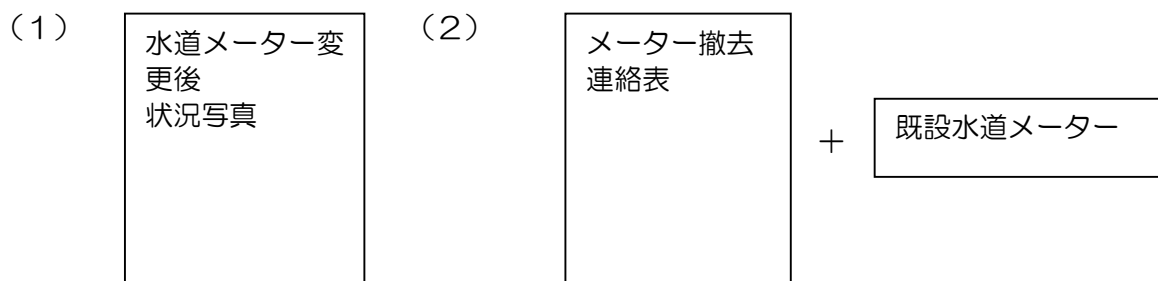 （1）
水道メーター変
更後
状況写真
（2）
メーター撤去
連絡表
＋
既設水道メーター